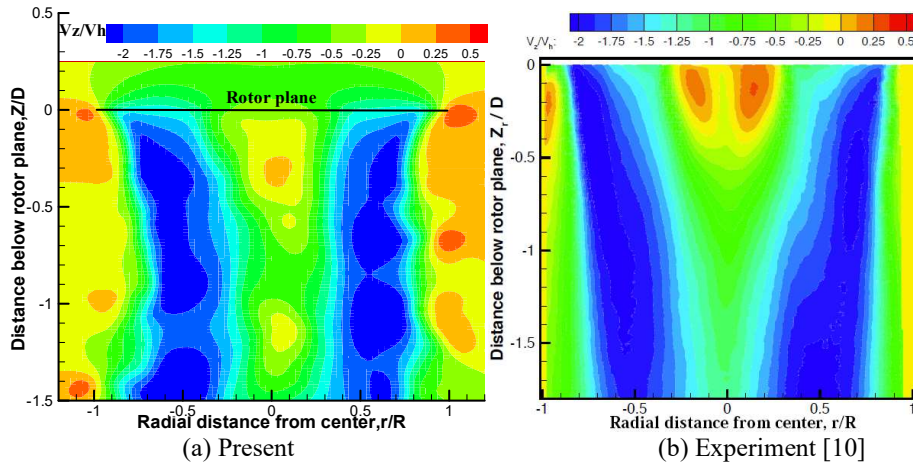 Vz/Vh
-2 -1.75 -1.5 -1.25 -1 -0.75 -0.5 -0.25 0 0.25 0.5
Rotor plane
Distance below rotor plane,Z/D
0.5
0
-0.5
-1
-1.5
-1 -0.5 0 0.5 1
Radial distance from center,r/R
(a) Present
Vz/Vh:
-2 -1.75 -1.5 -1.25 -1 -0.75 -0.5 -0.25 0 0.25 0.5
Distance below rotor plane, Zr / D
0
-0.5
-1
-1.5
-1 -0.5 0 0.5 1
Radial distance from center, r/R
(b) Experiment [10]